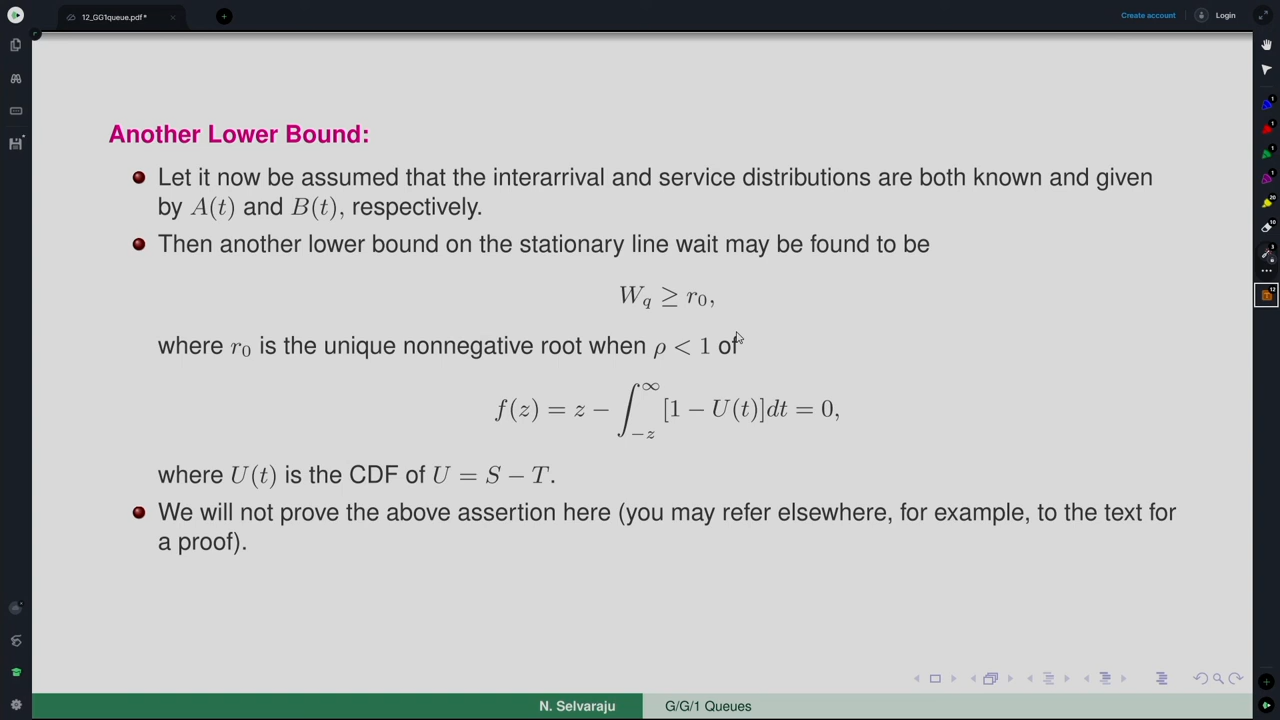 12_GG1queue.pdf*
Create account
Login
Another Lower Bound:
Let it now be assumed that the interarrival and service distributions are both known and given
by A(t) and B(t), respectively.
Then another lower bound on the stationary line wait may be found to be
W_q ≥ r_0,
where r_0 is the unique nonnegative root when ρ < 1 of
f(z) = z − ∫_{−z}^{∞} [1 − U(t)]dt = 0,
where U(t) is the CDF of U = S − T.
We will not prove the above assertion here (you may refer elsewhere, for example, to the text for
a proof).
N. Selvaraju
G/G/1 Queues